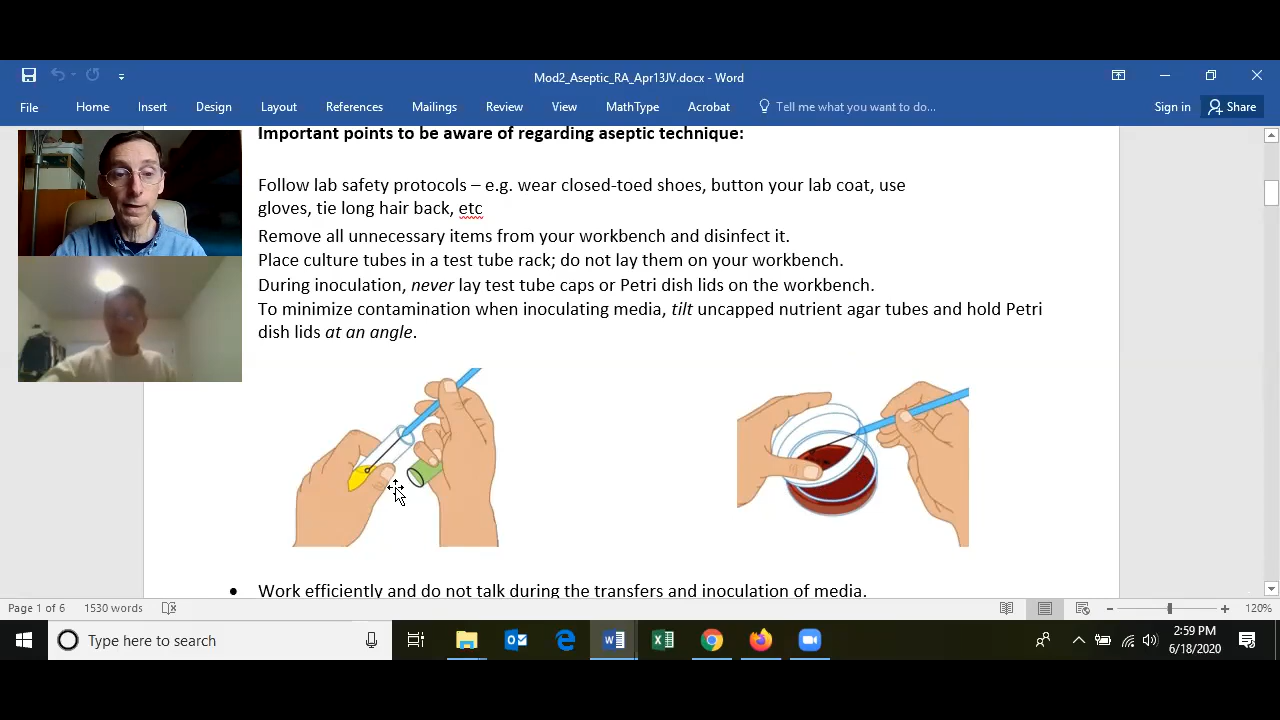 Mod2_Aseptic_RA_Apr13JV.docx - Word
File Home Insert Design Layout References Mailings Review View MathType Acrobat Tell me what you want to do... Sign in Share
Important points to be aware of regarding aseptic technique:
Follow lab safety protocols – e.g. wear closed-toed shoes, button your lab coat, use
gloves, tie long hair back, etc
Remove all unnecessary items from your workbench and disinfect it.
Place culture tubes in a test tube rack; do not lay them on your workbench.
During inoculation, never lay test tube caps or Petri dish lids on the workbench.
To minimize contamination when inoculating media, tilt uncapped nutrient agar tubes and hold Petri
dish lids at an angle.
• Work efficiently and do not talk during the transfers and inoculation of media.
Page 1 of 6 1530 words 120%
Type here to search
2:59 PM
6/18/2020